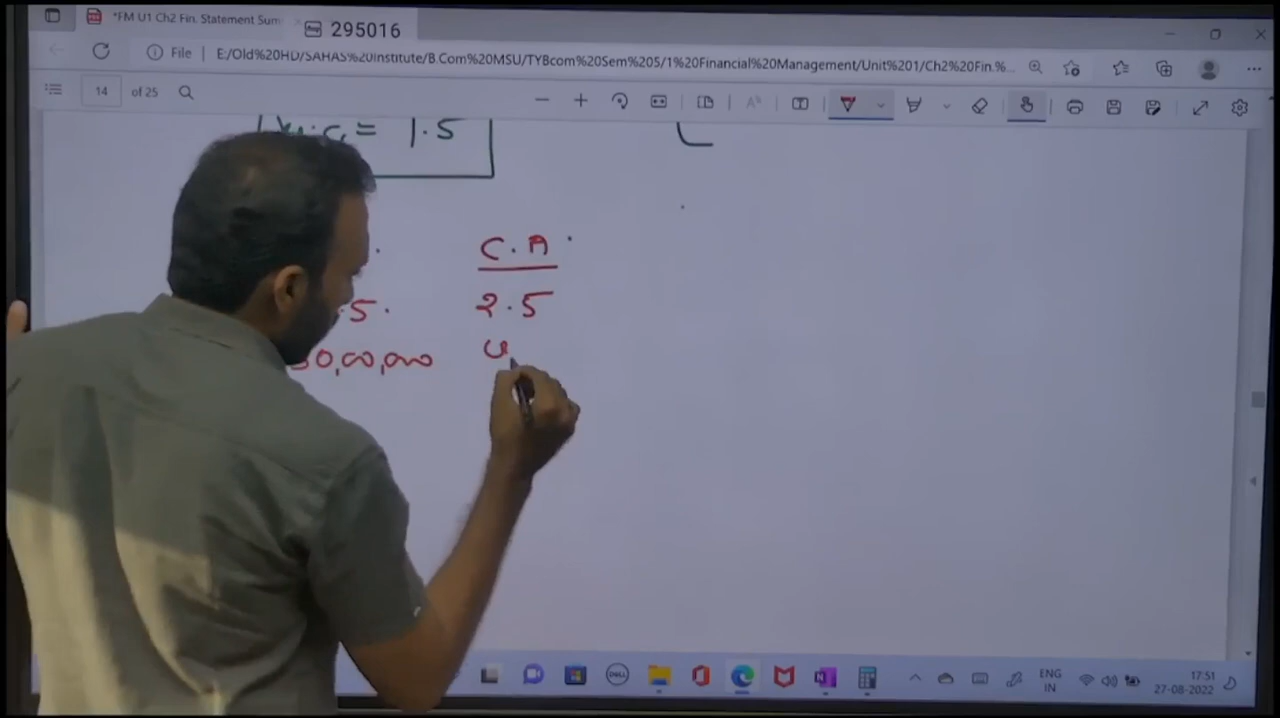 *FM U1 Ch2 Fin. Statement Sum
295016
File | E:/Old%20HD/SAHAS%20Institute/B.Com%20MSU/TYBcom%20Sem%205/1%20Financial%20Management/Unit%201/Ch2%20Fin.%...
14 of 25
= 1.5
C.A.
.5. 2.5
30,00,000
ENG
IN
17:51
27-08-2022